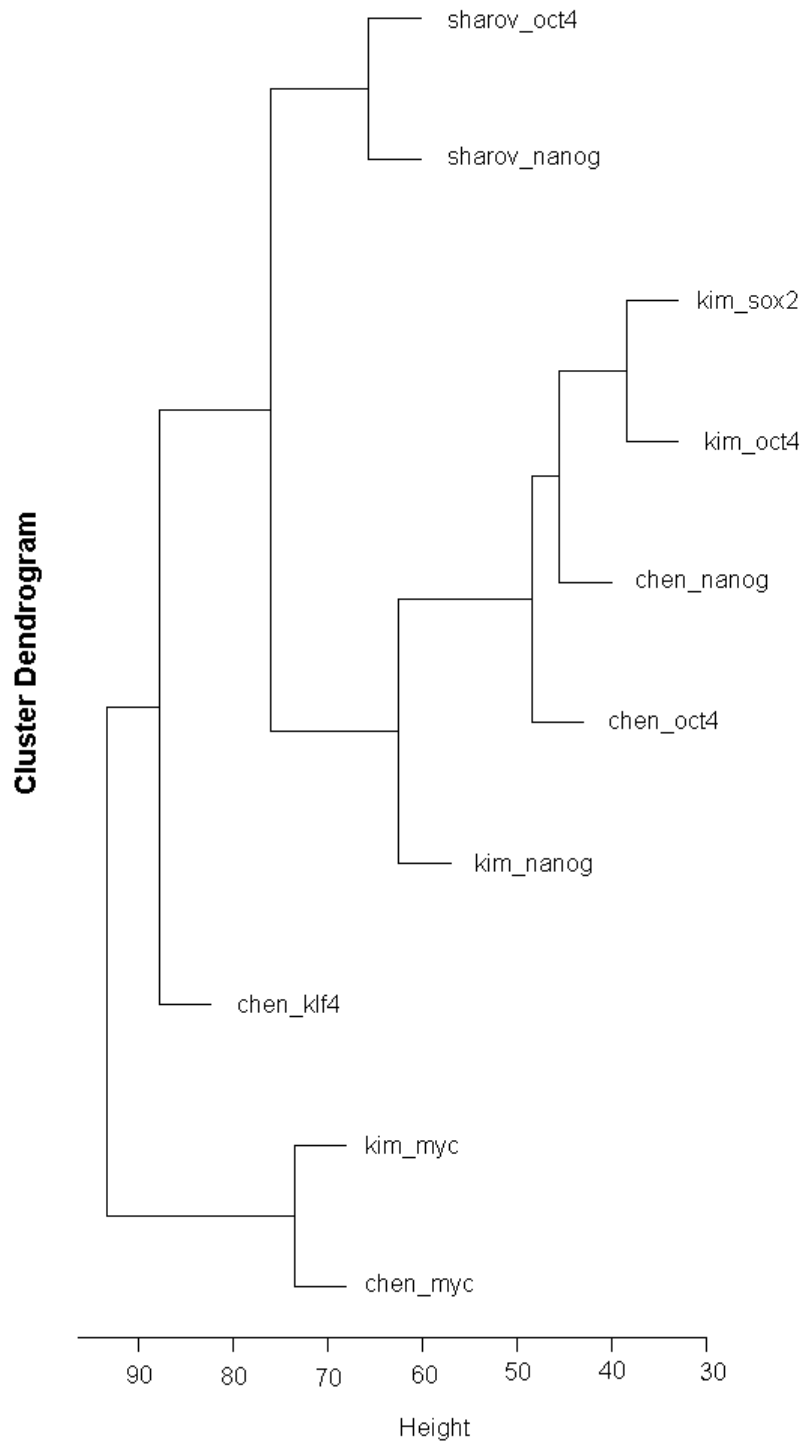 sharov_oct4
sharov_nanog
kim_sox2
kim_oct4
chen_nanog
Cluster Dendrogram
chen_oct4
kim_nanog
chen_klf4
kim_myc
chen_myc
90 80 70 60 50 40 30
Height